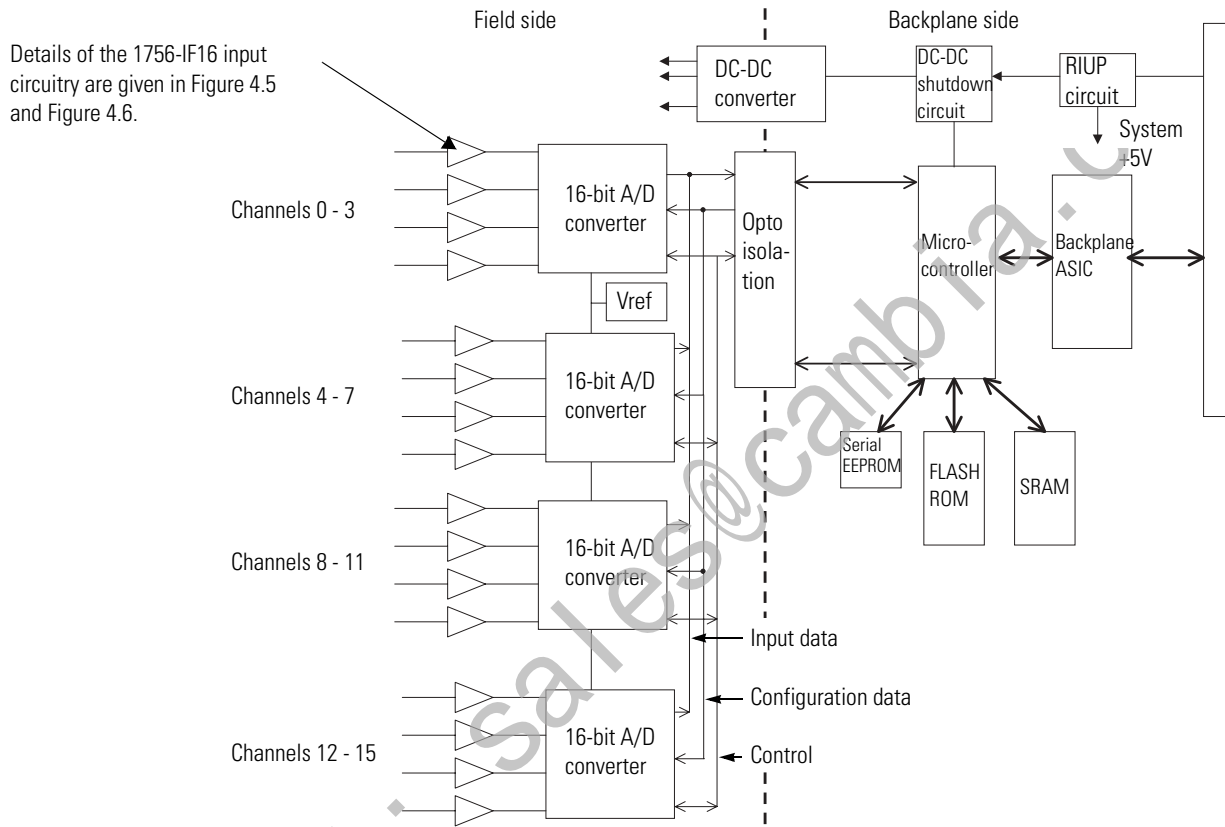 Field side
Backplane side
Details of the 1756-IF16 input
circuitry are given in Figure 4.5
and Figure 4.6.
DC-DC
converter
DC-DC
shutdown
circuit
RIUP
circuit
System
+5V
Channels 0 - 3
16-bit A/D
converter
Opto
isola-
tion
Micro-
controller
Backplane
ASIC
Vref
Channels 4 - 7
16-bit A/D
converter
Serial
EEPROM
FLASH
ROM
SRAM
Channels 8 - 11
16-bit A/D
converter
Input data
Configuration data
Control
Channels 12 - 15
16-bit A/D
converter
. sales@cambia.c